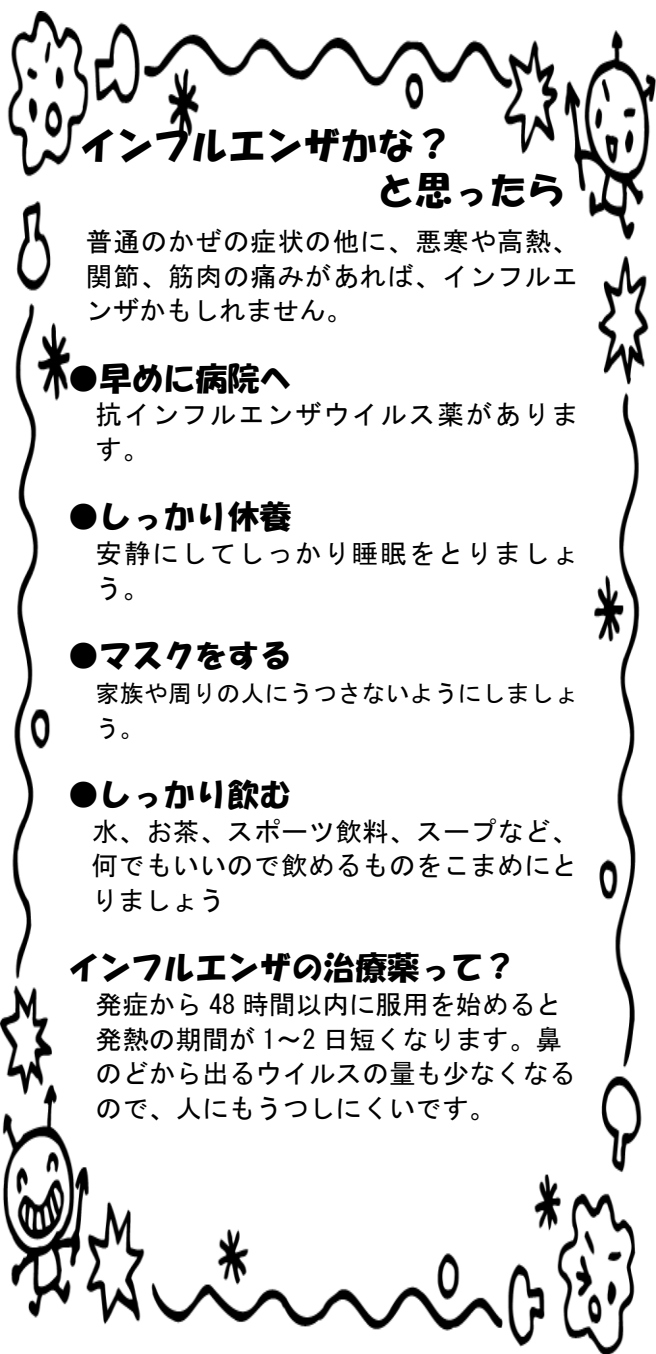 インフルエンザかな？
と思ったら
普通のかぜの症状の他に、悪寒や高熱、
関節、筋肉の痛みがあれば、インフルエ
ンザかもしれません。
●早めに病院へ
抗インフルエンザウイルス薬がありま
す。
●しっかり休養
安静にしてしっかり睡眠をとりましょ
う。
●マスクをする
家族や周りの人にうつさないようにしましょ
う。
●しっかり飲む
水、お茶、スポーツ飲料、スープなど、
何でもいいので飲めるものをこまめにと
りましょう
インフルエンザの治療薬って？
発症から 48 時間以内に服用を始めると
発熱の期間が 1～2 日短くなります。鼻
のどから出るウイルスの量も少なくなる
ので、人にもうつしにくいです。